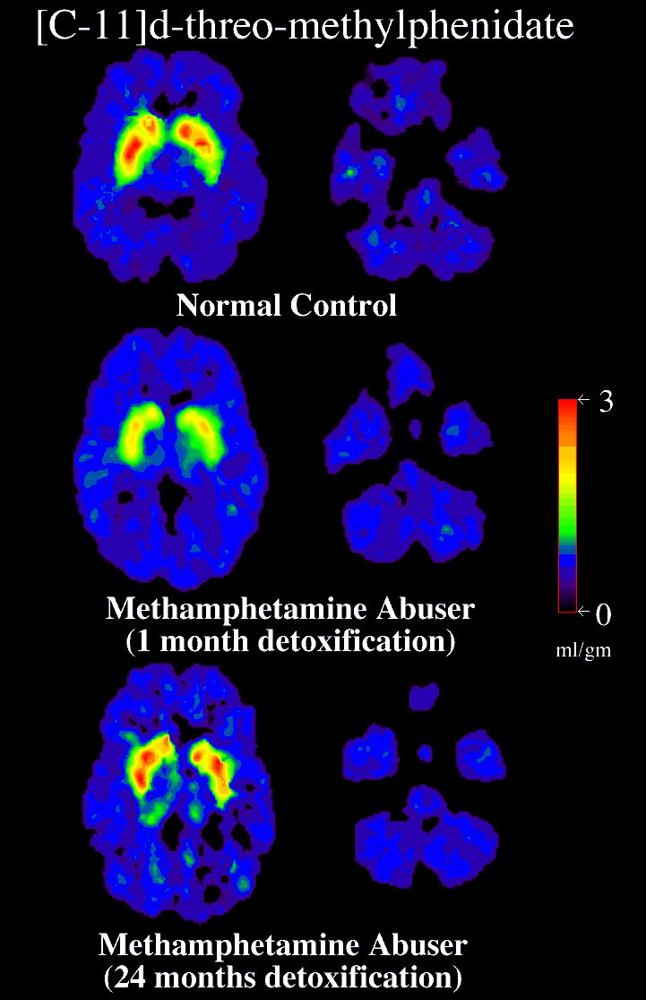 [C-11]d-threo-methylphenidate
Normal Control
3
0
ml/gm
Methamphetamine Abuser
(1 month detoxification)
Methamphetamine Abuser
(24 months detoxification)